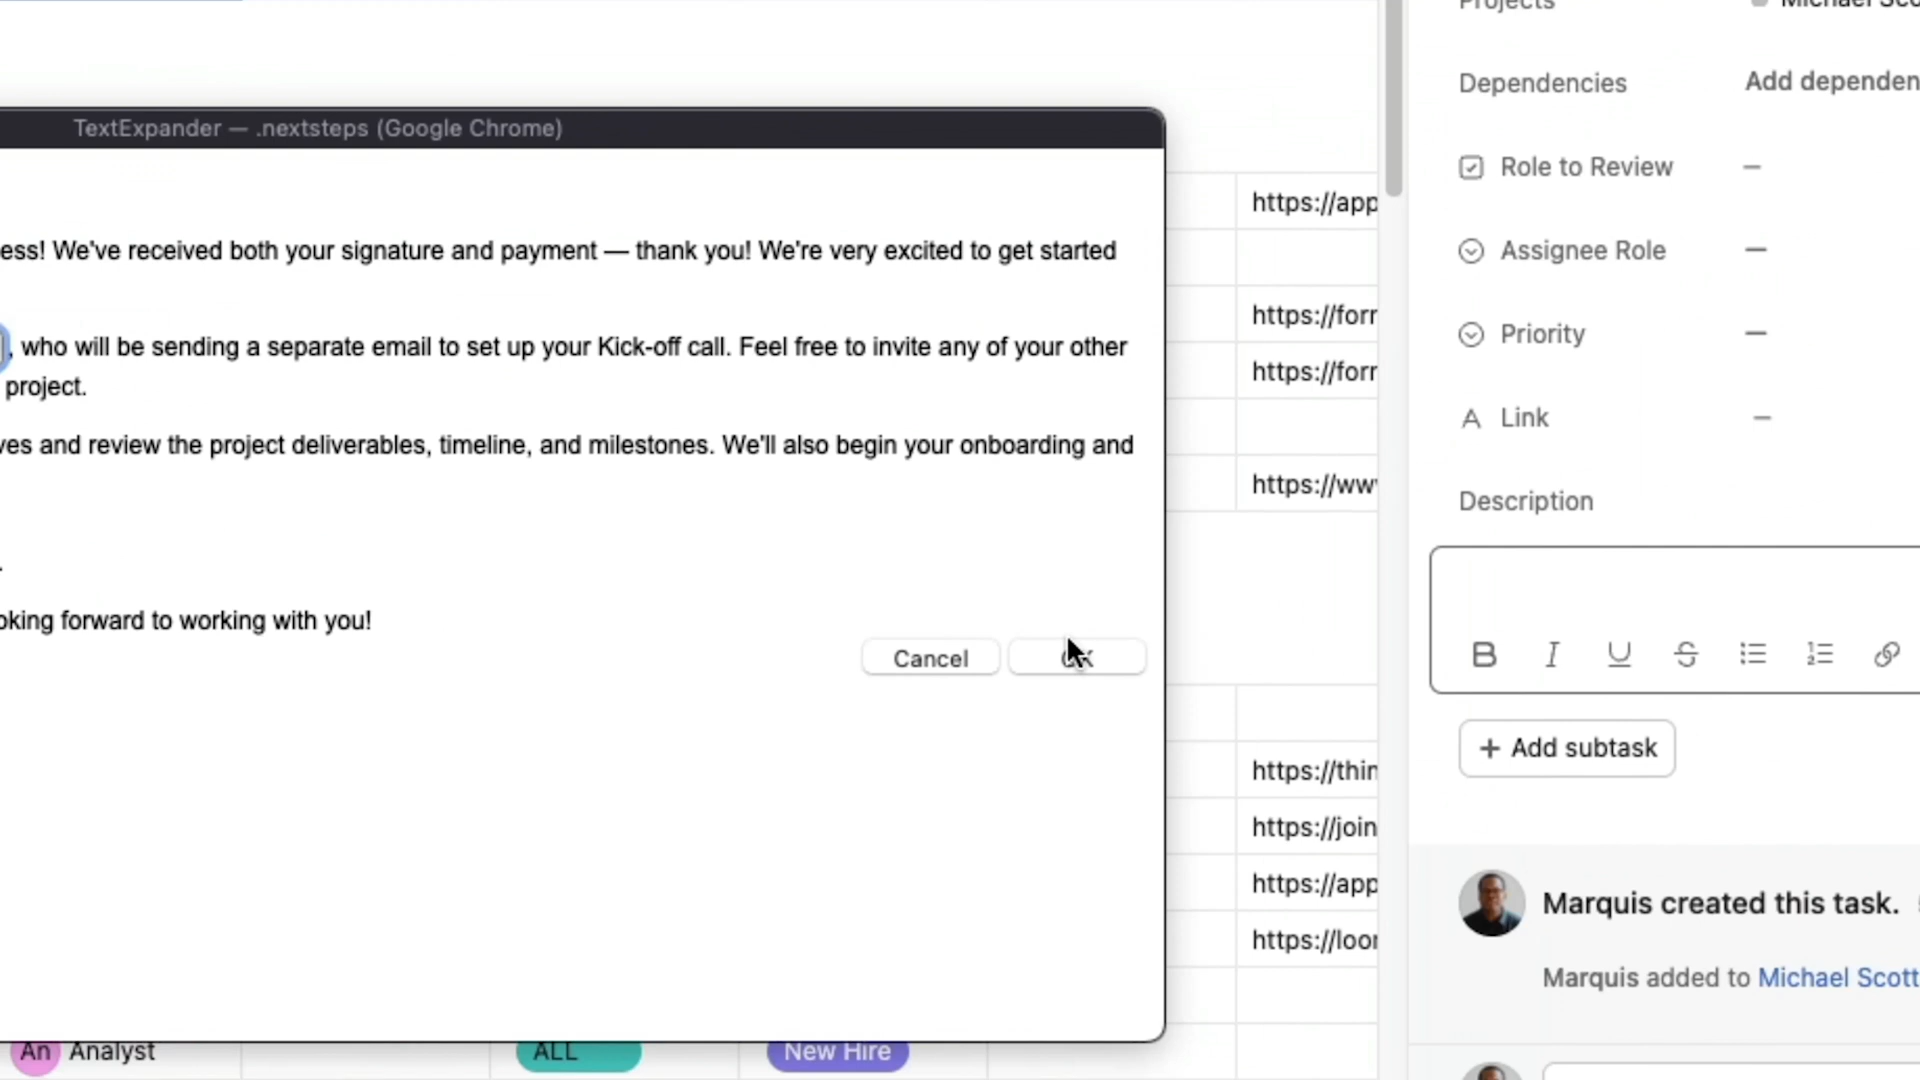 Projects
Dependencies
Add dependen
TextExpander — .nextsteps (Google Chrome)
Role to Review
—
https://app
ess! We've received both your signature and payment — thank you! We're very excited to get started
Assignee Role
—
https://forr
Priority
—
, who will be sending a separate email to set up your Kick-off call. Feel free to invite any of your other
project.
https://forr
Link
—
ves and review the project deliverables, timeline, and milestones. We'll also begin your onboarding and
https://ww
Description
.
oking forward to working with you!
Cancel
B I U S
Add subtask
https://thin
https://join
https://app
Marquis created this task.
https://loor
Marquis added to Michael Scott
An Analyst
ALL
New Hire